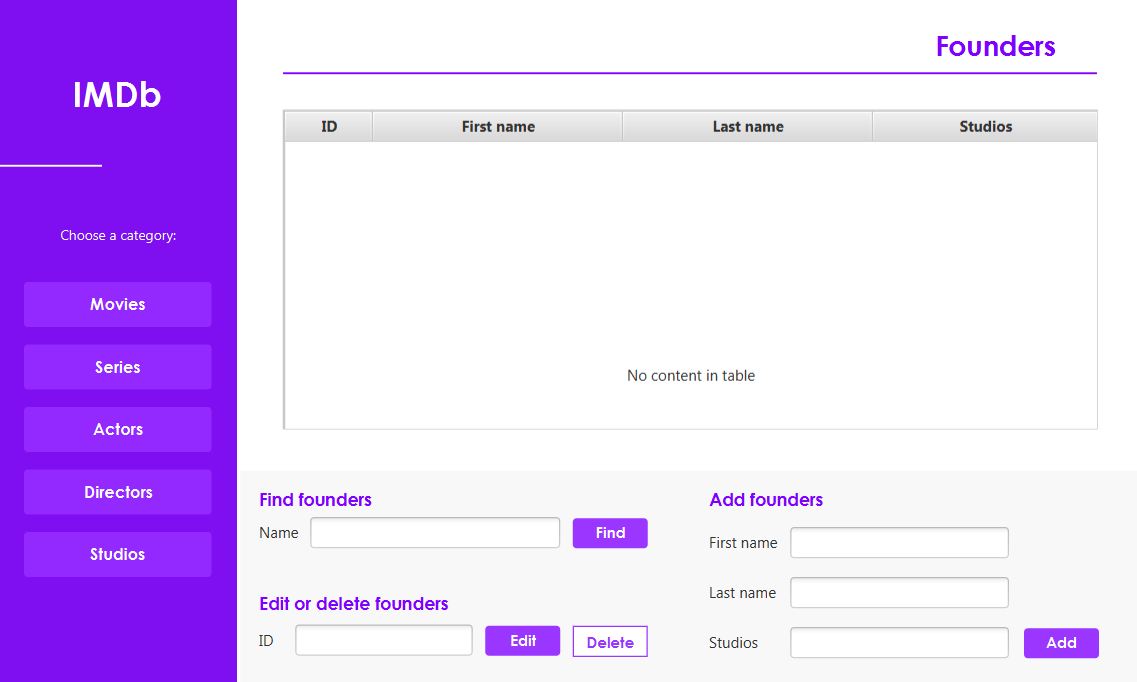 IMDb
Choose a category:
Movies
Series
Actors
Directors
Studios
Founders
ID First name Last name Studios
No content in table
Find founders
Name Find
Edit or delete founders
ID Edit Delete
Add founders
First name
Last name
Studios Add